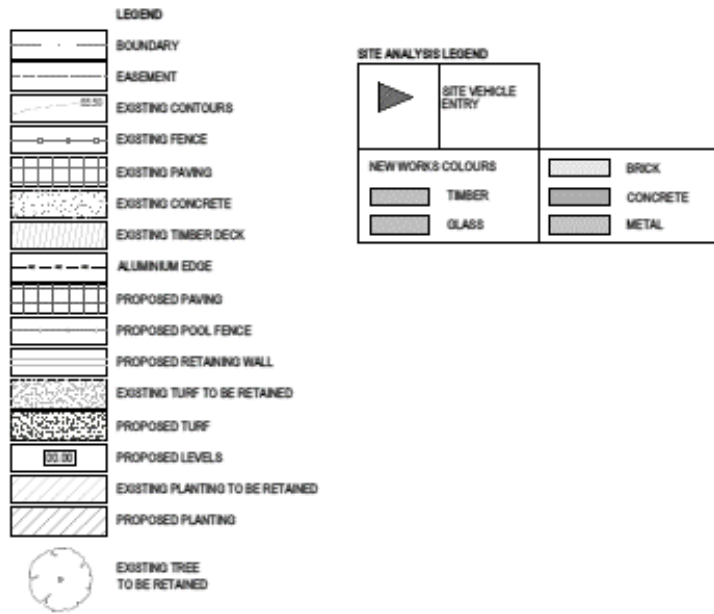 LEGEND
BOUNDARY
EASEMENT
EXISTING CONTOURS
EXISTING FENCE
EXISTING PAVING
EXISTING CONCRETE
EXISTING TIMBER DECK
ALUMINIUM EDGE
PROPOSED PAVING
PROPOSED POOL FENCE
PROPOSED RETAINING WALL
EXISTING TURF TO BE RETAINED
PROPOSED TURF
00.00
PROPOSED LEVELS
EXISTING PLANTING TO BE RETAINED
PROPOSED PLANTING
EXISTING TREE
TO BE RETAINED
SITE ANALYSIS LEGEND
SITE VEHICLE
ENTRY
NEW WORKS COLOURS
TIMBER
GLASS
BRICK
CONCRETE
METAL